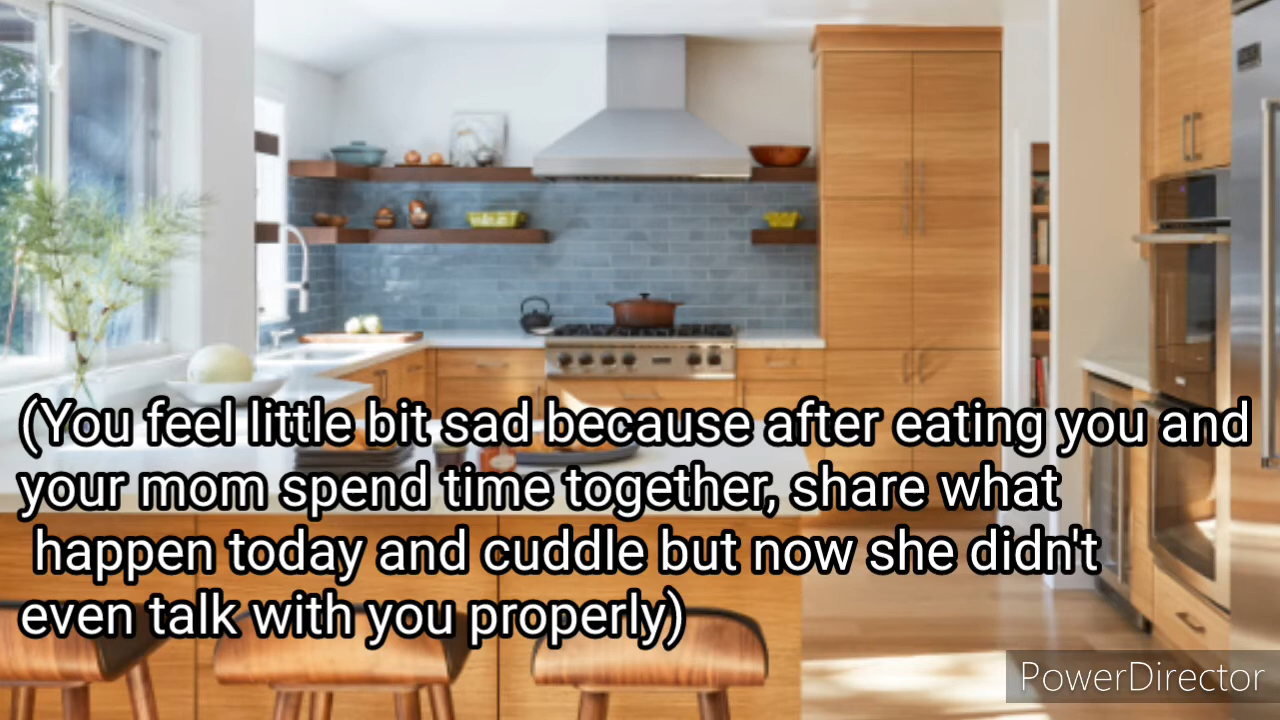 (You feel little bit sad because after eating you and
your mom spend time together, share what
happen today and cuddle but now she didn't
even talk with you properly)
PowerDirector